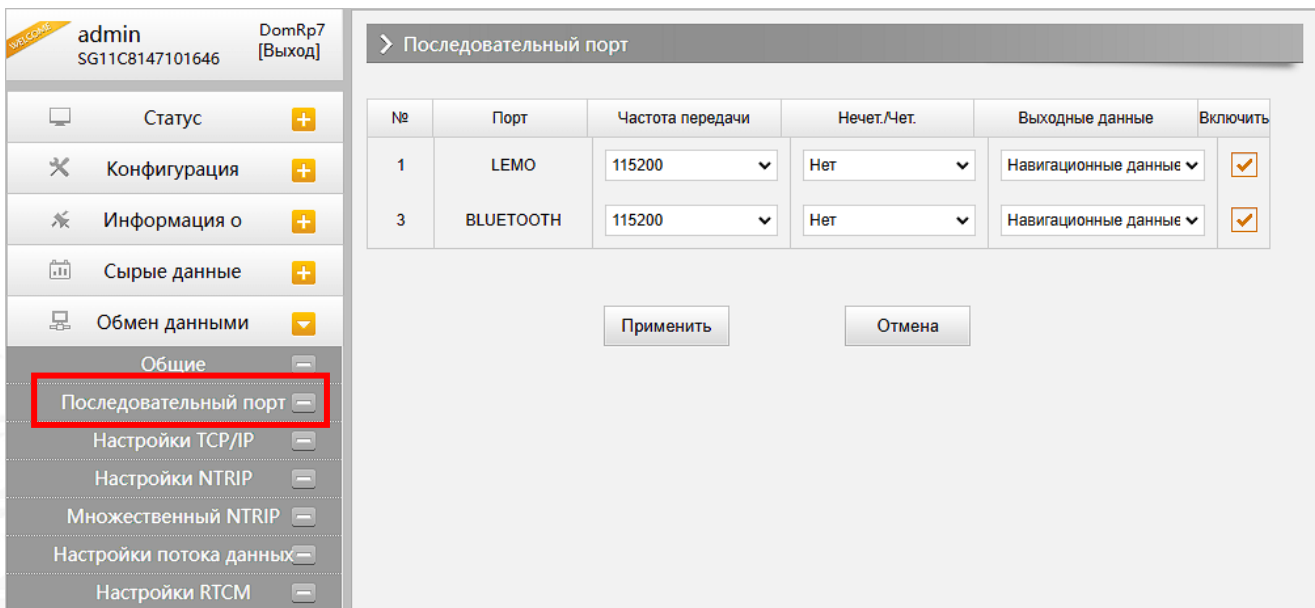 WELCOME
admin
DomRp7
SG11C8147101646
[Выход]
Статус
Конфигурация
Информация о
Сырые данные
Обмен данными
Общие
Последовательный порт
Настройки TCP/IP
Настройки NTRIP
Множественный NTRIP
Настройки потока данных
Настройки RTCM
Последовательный порт
№ Порт Частота передачи Нечет./Чет. Выходные данные Включить
1 LEMO 115200 Нет Навигационные данные
3 BLUETOOTH 115200 Нет Навигационные данные
Применить Отмена